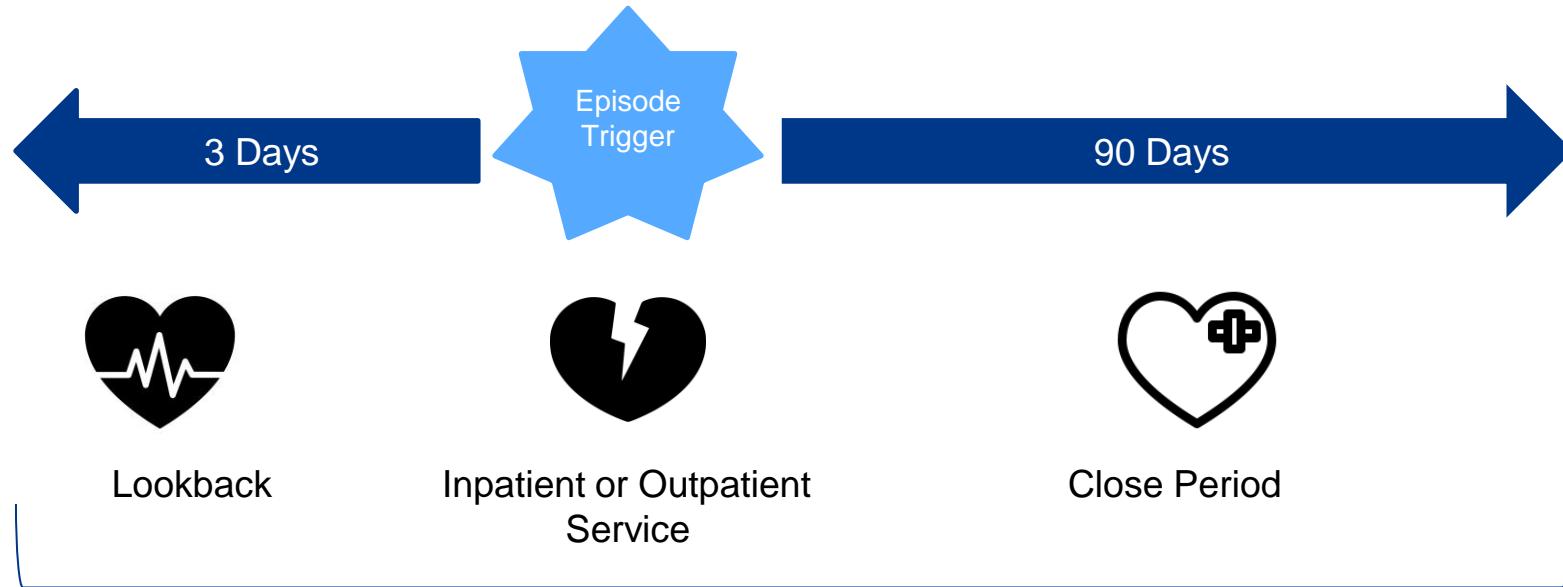 Episode
Trigger
3 Days
90 Days
Lookback
Inpatient or Outpatient
Service
Close Period